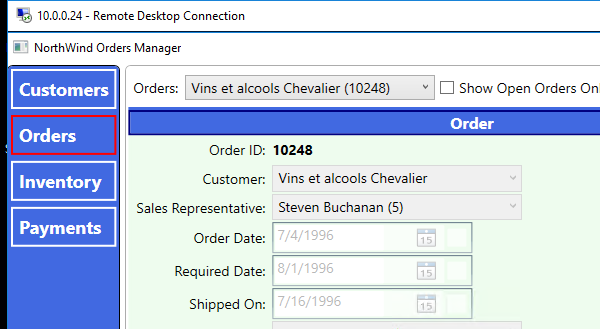 10.0.0.24 - Remote Desktop Connection
NorthWind Orders Manager
Customers
Orders
Inventory
Payments
Orders: Vins et alcools Chevalier (10248) Show Open Orders Onl
Order
Order ID: 10248
Customer: Vins et alcools Chevalier
Sales Representative: Steven Buchanan (5)
Order Date: 7/4/1996 15
Required Date: 8/1/1996 15
Shipped On: 7/16/1996 15